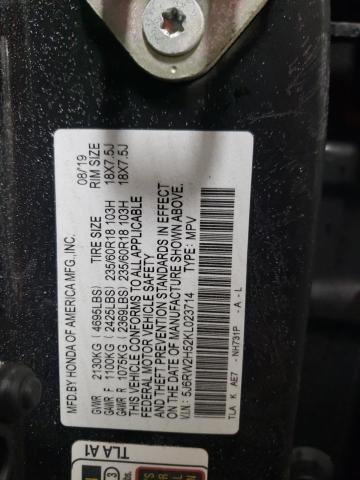 MFD.BY HONDA OF AMERICA MFG.,INC. 08/19
TIRE SIZE RIM SIZE
GVWR 2130KG (4695LBS)
GAWR F 1100KG (2425LBS) 235/60R18 103H 18X7.5J
GAWR R 1075KG (2369LBS) 235/60R18 103H 18X7.5J
THIS VEHICLE CONFORMS TO ALL APPLICABLE
FEDERAL MOTOR VEHICLE SAFETY
AND THEFT PREVENTION STANDARDS IN EFFECT
ON THE DATE OF MANUFACTURE SHOWN ABOVE.
V.I.N.: 5J6RW2H52KL023714 TYPE: MPV
TLA K AE7 - NH731P - A - L
TLA A1